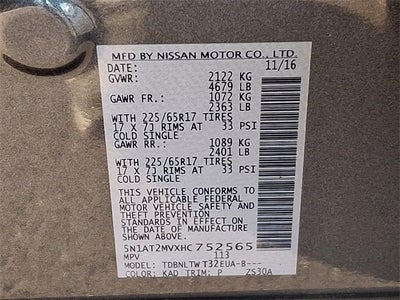 MFD BY NISSAN MOTOR CO., LTD.
DATE: 11/16
GVWR: 2122 KG
4679 LB
GAWR FR.: 1072 KG
2363 LB
WITH 225/65R17 TIRES
17 X 7J RIMS AT 33 PSI
COLD SINGLE
GAWR RR.: 1089 KG
2401 LB
WITH 225/65R17 TIRES
17 X 7J RIMS AT 33 PSI
COLD SINGLE
THIS VEHICLE CONFORMS TO
ALL APPLICABLE FEDERAL
MOTOR VEHICLE SAFETY AND
THEFT PREVENTION
STANDARDS IN EFFECT ON
THE DATE OF MANUFACTURE
SHOWN ABOVE.
5N1AT2MVXHC752565
MPV 113
MODEL: TDBNLTW T32EUA-B---
COLOR: KAD TRIM: P ZS30A